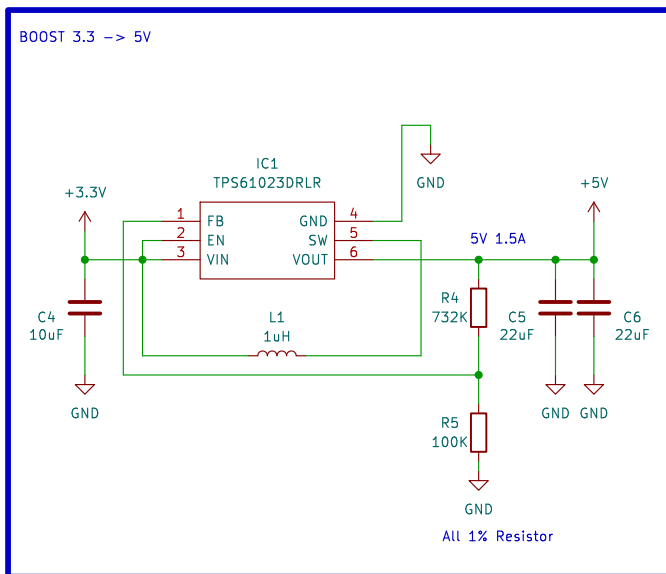 BOOST 3.3 -> 5V
IC1
TPS61023DRLR
GND
+3.3V
+5V
1 FB GND 4
2 EN SW 5
3 VIN VOUT 6
5V 1.5A
C4
10uF
L1
1uH
R4
732K
C5
22uF
C6
22uF
GND
GND
GND
R5
100K
GND
All 1% Resistor